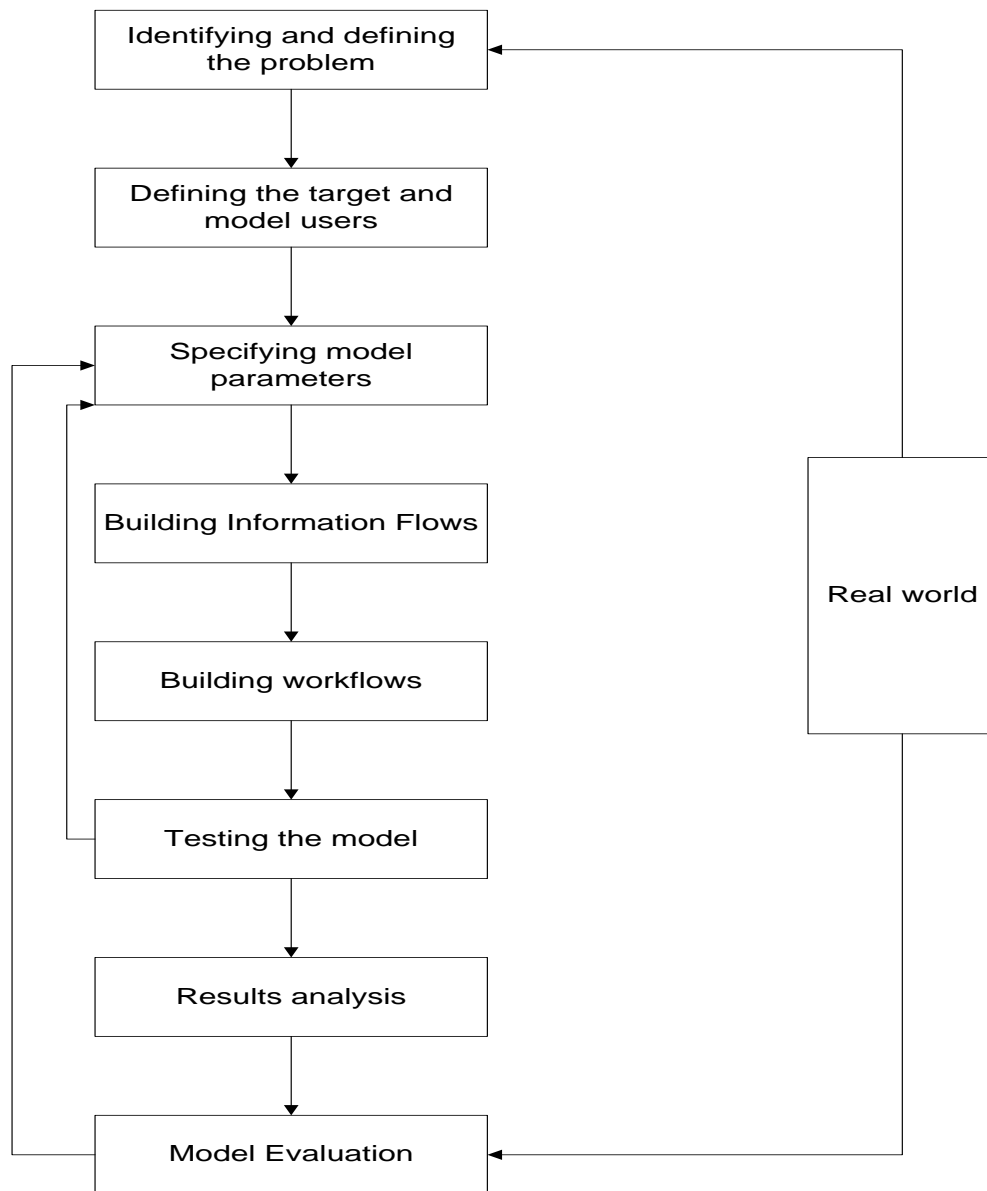 Identifying and defining
the problem
Defining the target and
model users
Specifying model
parameters
Building Information Flows
Real world
Building workflows
Testing the model
Results analysis
Model Evaluation